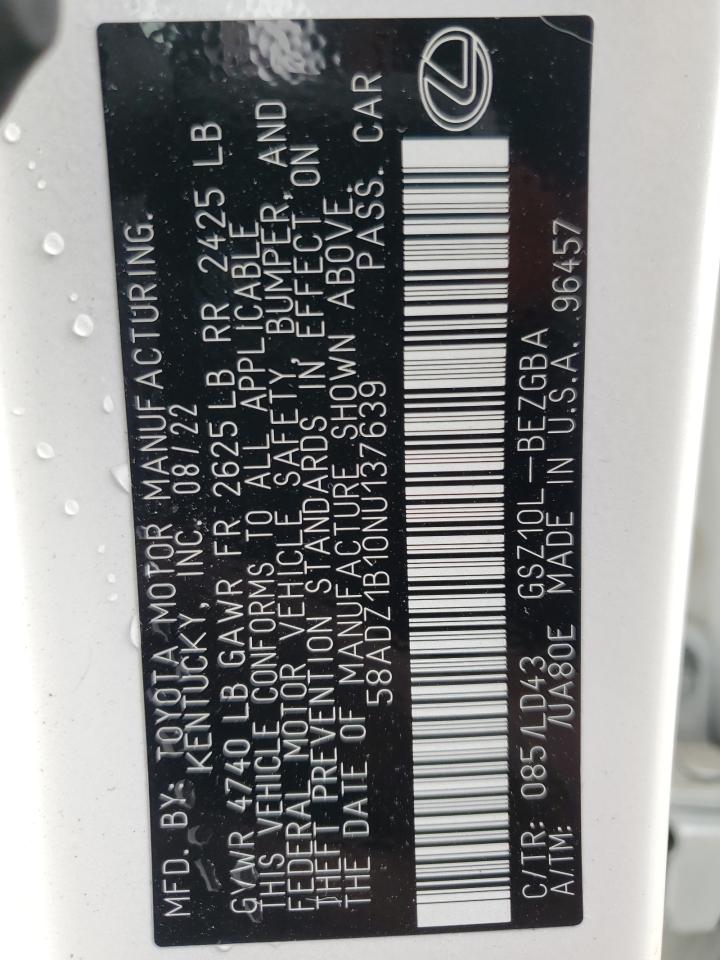 MFD. BY: TOYOTA MOTOR MANUFACTURING.
KENTUCKY, INC. 08/22
GVWR 4740 LB GAWR FR 2625 LB RR 2425 LB
THIS VEHICLE CONFORMS TO ALL APPLICABLE
FEDERAL MOTOR VEHICLE SAFETY, BUMPER, AND
THEFT PREVENTION STANDARDS IN EFFECT ON
THE DATE OF MANUFACTURE SHOWN ABOVE.
58ADZ1B10NU137639 PASS. CAR
C/TR: 085/LD43 GSZ10L-BEZGBA
A/TM: /UA80E MADE IN U.S.A. 96457